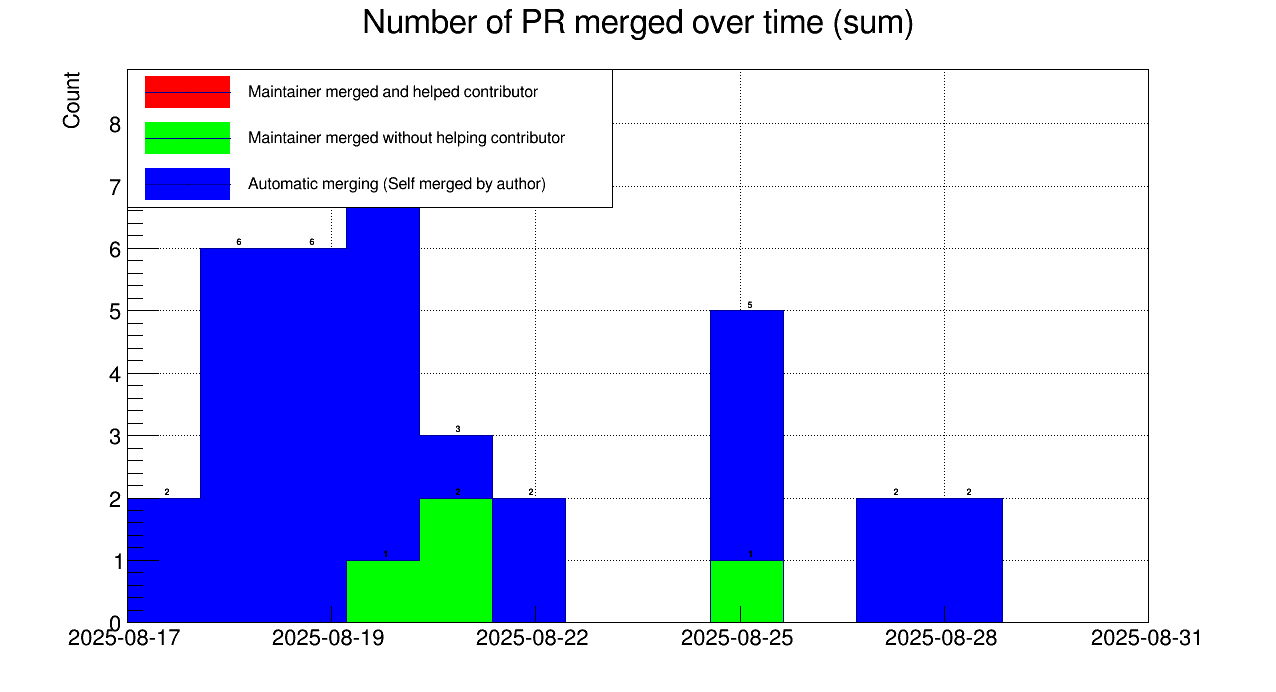 Number of PR merged over time (sum)
Count
Maintainer merged and helped contributor
Maintainer merged without helping contributor
Automatic merging (Self merged by author)
8
7
6
5
4
3
2
1
0
6 6
5
3
2 2 2 2 2
1 1
2
2025-08-17 2025-08-19 2025-08-22 2025-08-25 2025-08-28 2025-08-31